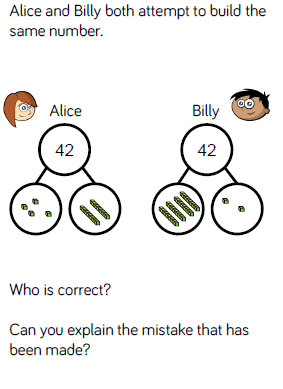 Alice and Billy both attempt to build the
same number.
Alice
Billy
42
42
Who is correct?
Can you explain the mistake that has
been made?